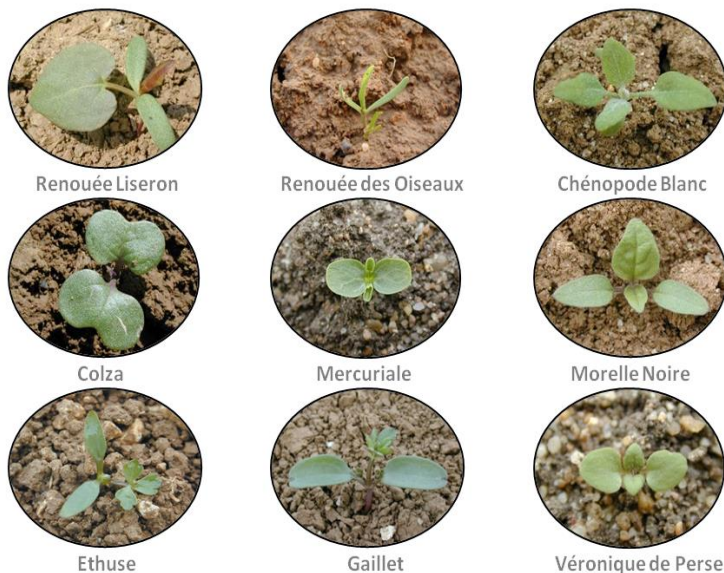 Renouée Liseron
Renouée des Oiseaux
Chénopode Blanc
Colza
Mercuriale
Morelle Noire
Ethuse
Gaillet
Véronique de Perse